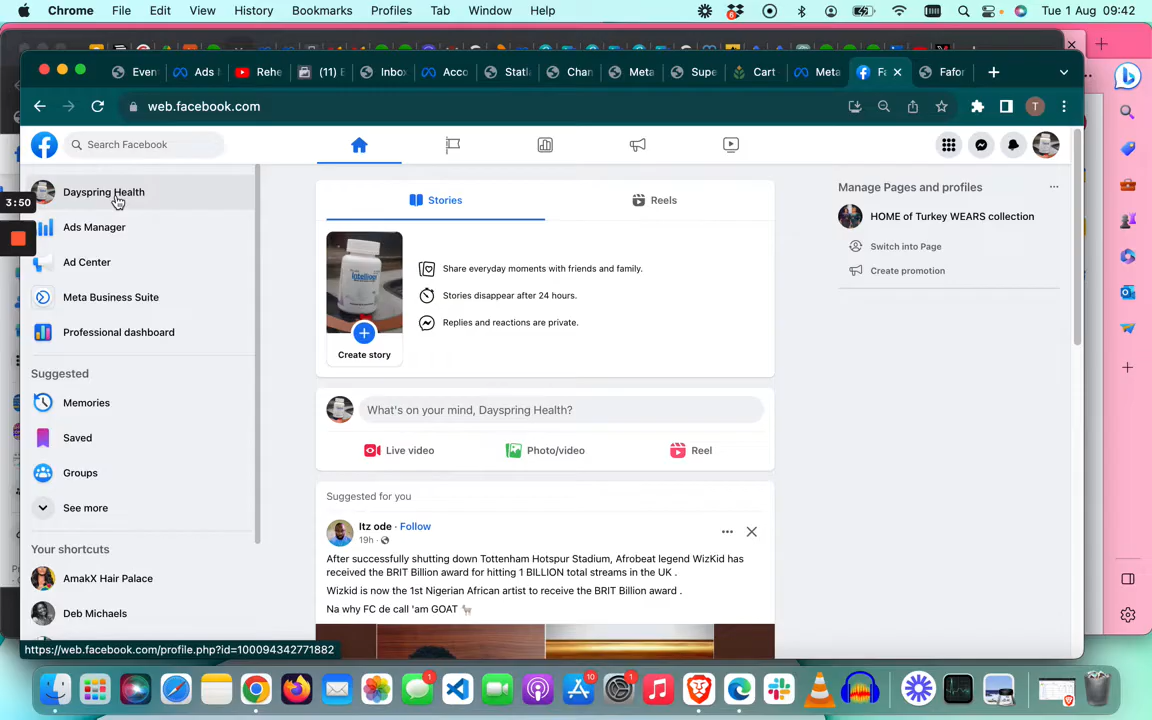 Chrome File Edit View History Bookmarks Profiles Tab Window Help Tue 1 Aug 09:42
Even Ads Rehe (11) Inbo Acco Stati Chan Meta Supe Cart Meta Fa Fafor
web.facebook.com
Search Facebook
3:50
Dayspring Health
Ads Manager
Ad Center
Meta Business Suite
Professional dashboard
Suggested
Memories
Saved
Groups
See more
Your shortcuts
AmakX Hair Palace
Deb Michaels
https://web.facebook.com/profile.php?id=100094342771882
Stories Reels
Share everyday moments with friends and family.
Stories disappear after 24 hours.
Replies and reactions are private.
Create story
What's on your mind, Dayspring Health?
Live video Photo/video Reel
Suggested for you
Itz ode · Follow
19h ·
After successfully shutting down Tottenham Hotspur Stadium, Afrobeat legend WizKid has
received the BRIT Billion award for hitting 1 BILLION total streams in the UK .
Wizkid is now the 1st Nigerian African artist to receive the BRIT Billion award .
Na why FC de call 'am GOAT
Manage Pages and profiles
HOME of Turkey WEARS collection
Switch into Page
Create promotion
1 10 1